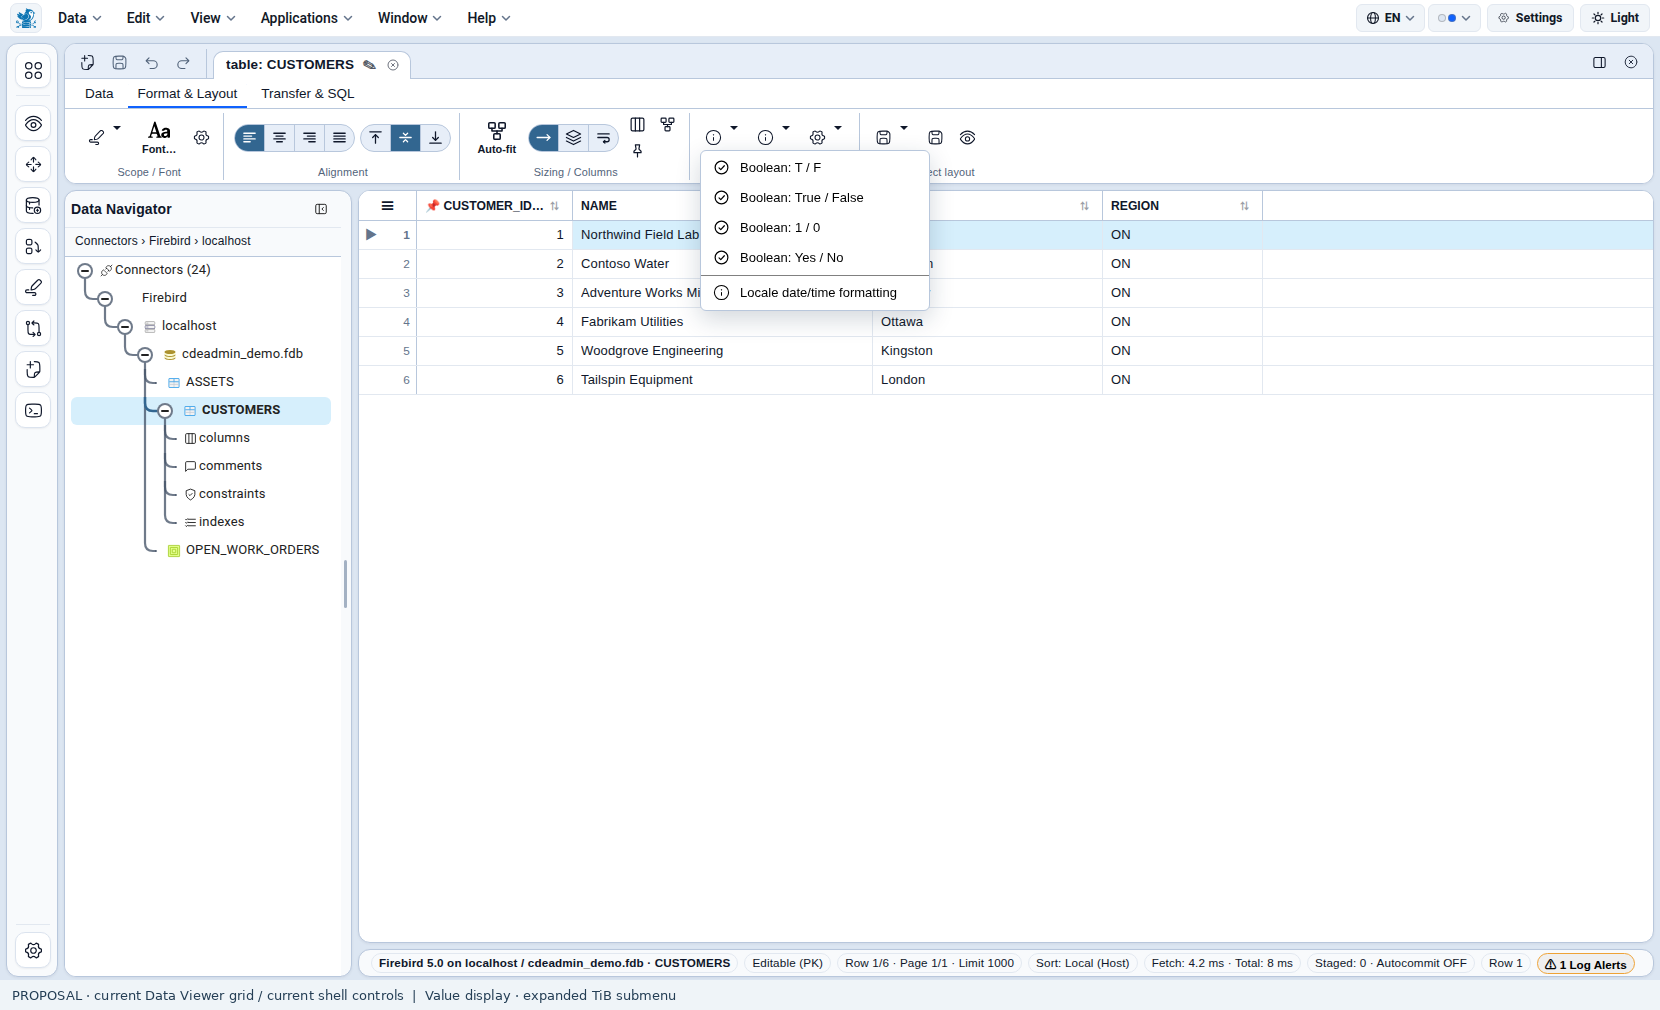 Data Edit View Applications Window Help EN Settings Light
table: CUSTOMERS
Data Format & Layout Transfer & SQL
Aa
Font... Auto-fit
Scope / Font Alignment Sizing / Columns ct layout
Boolean: T / F
Boolean: True / False
Boolean: 1 / 0
Boolean: Yes / No
Locale date/time formatting
Data Navigator
Connectors › Firebird › localhost
Connectors (24)
Firebird
localhost
cdeadmin_demo.fdb
ASSETS
CUSTOMERS
columns
comments
constraints
indexes
OPEN_WORK_ORDERS
CUSTOMER_ID... NAME REGION
1 1 Northwind Field Lab ON
2 2 Contoso Water ON
3 3 Adventure Works Mi ON
4 4 Fabrikam Utilities Ottawa ON
5 5 Woodgrove Engineering Kingston ON
6 6 Tailspin Equipment London ON
Firebird 5.0 on localhost / cdeadmin_demo.fdb · CUSTOMERS Editable (PK) Row 1/6 · Page 1/1 · Limit 1000 Sort: Local (Host) Fetch: 4.2 ms · Total: 8 ms Staged: 0 · Autocommit OFF Row 1 1 Log Alerts
PROPOSAL · current Data Viewer grid / current shell controls | Value display · expanded TiB submenu